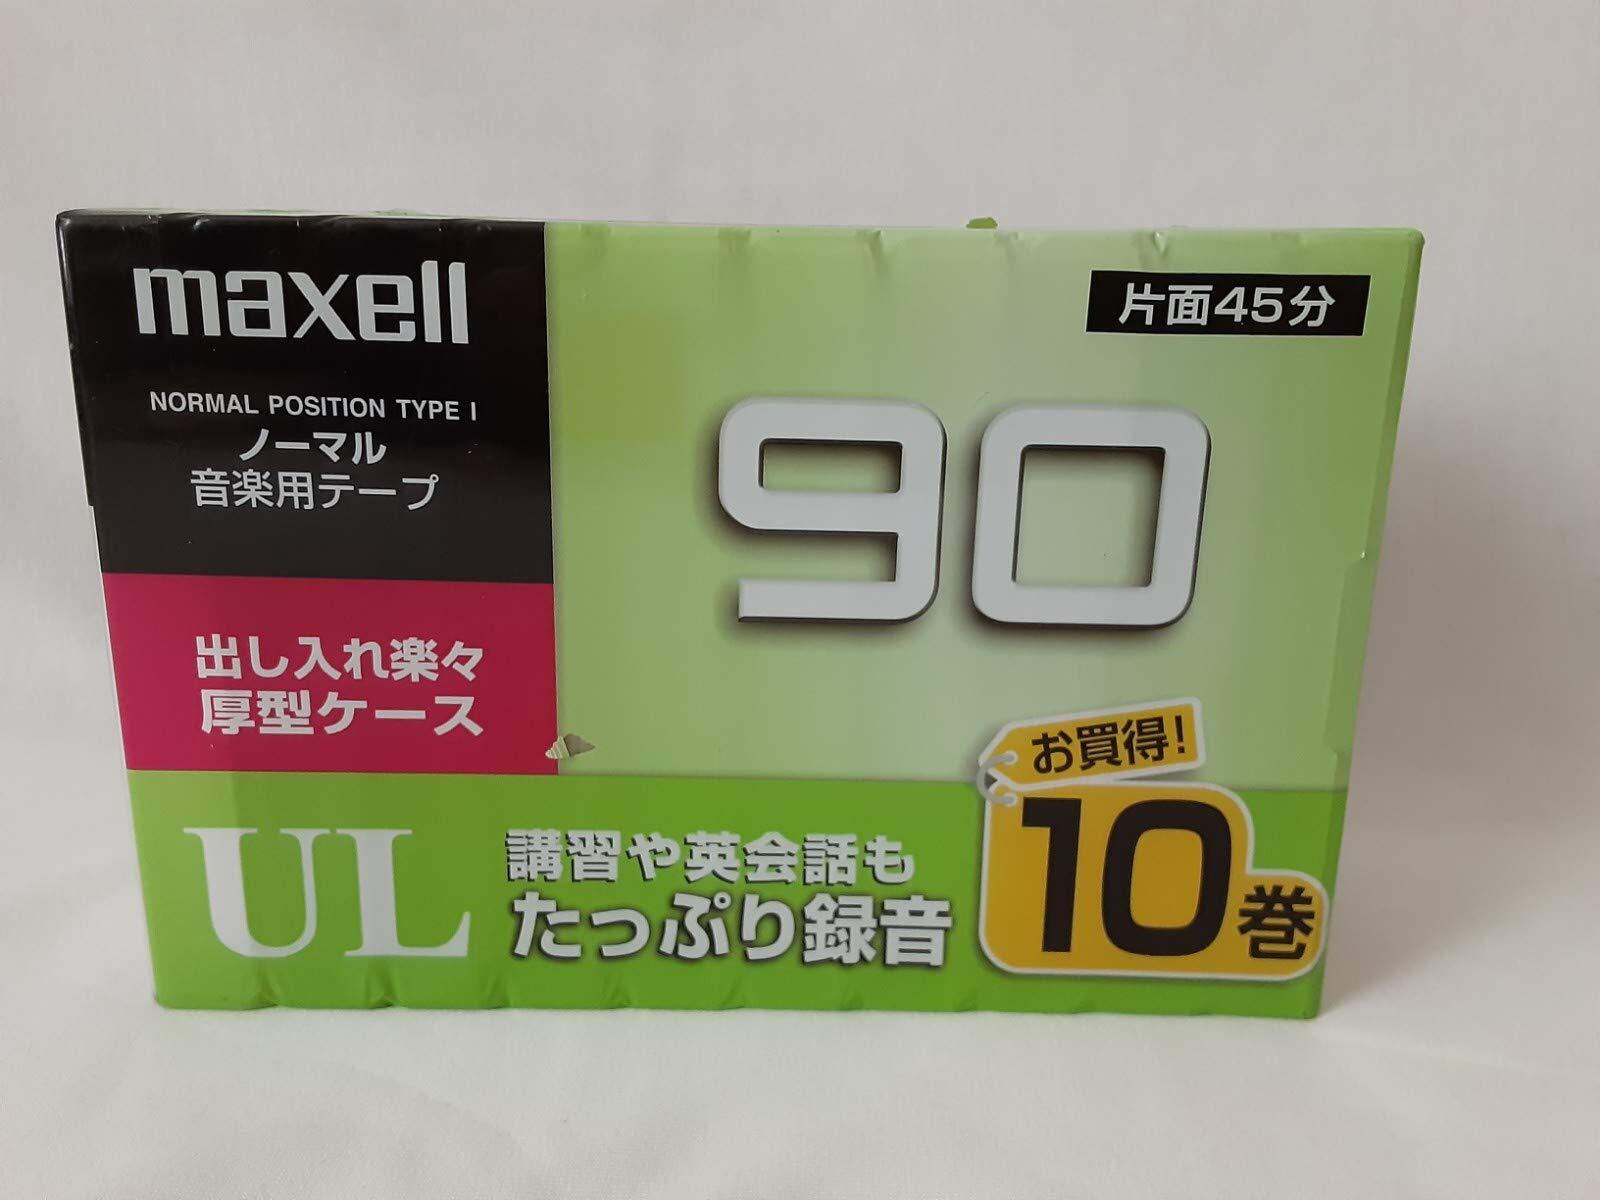 maxell
NORMAL POSITION TYPE I
ノーマル
音楽用テープ
片面45分
90
出し入れ楽々
厚型ケース
UL
講習や英会話も
たっぷり録音
お買得!
10巻